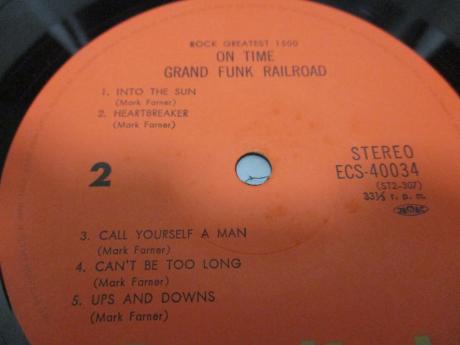 ROCK GREATEST 1500
ON TIME
GRAND FUNK RAILROAD
1. INTO THE SUN
(Mark Farner)
2. HEARTBREAKER
(Mark Farner)
2
STEREO
ECS-40034
(ST2-307)
33⅓ r. p. m.
3. CALL YOURSELF A MAN
(Mark Farner)
4. CAN'T BE TOO LONG
(Mark Farner)
5. UPS AND DOWNS
(Mark Farner)